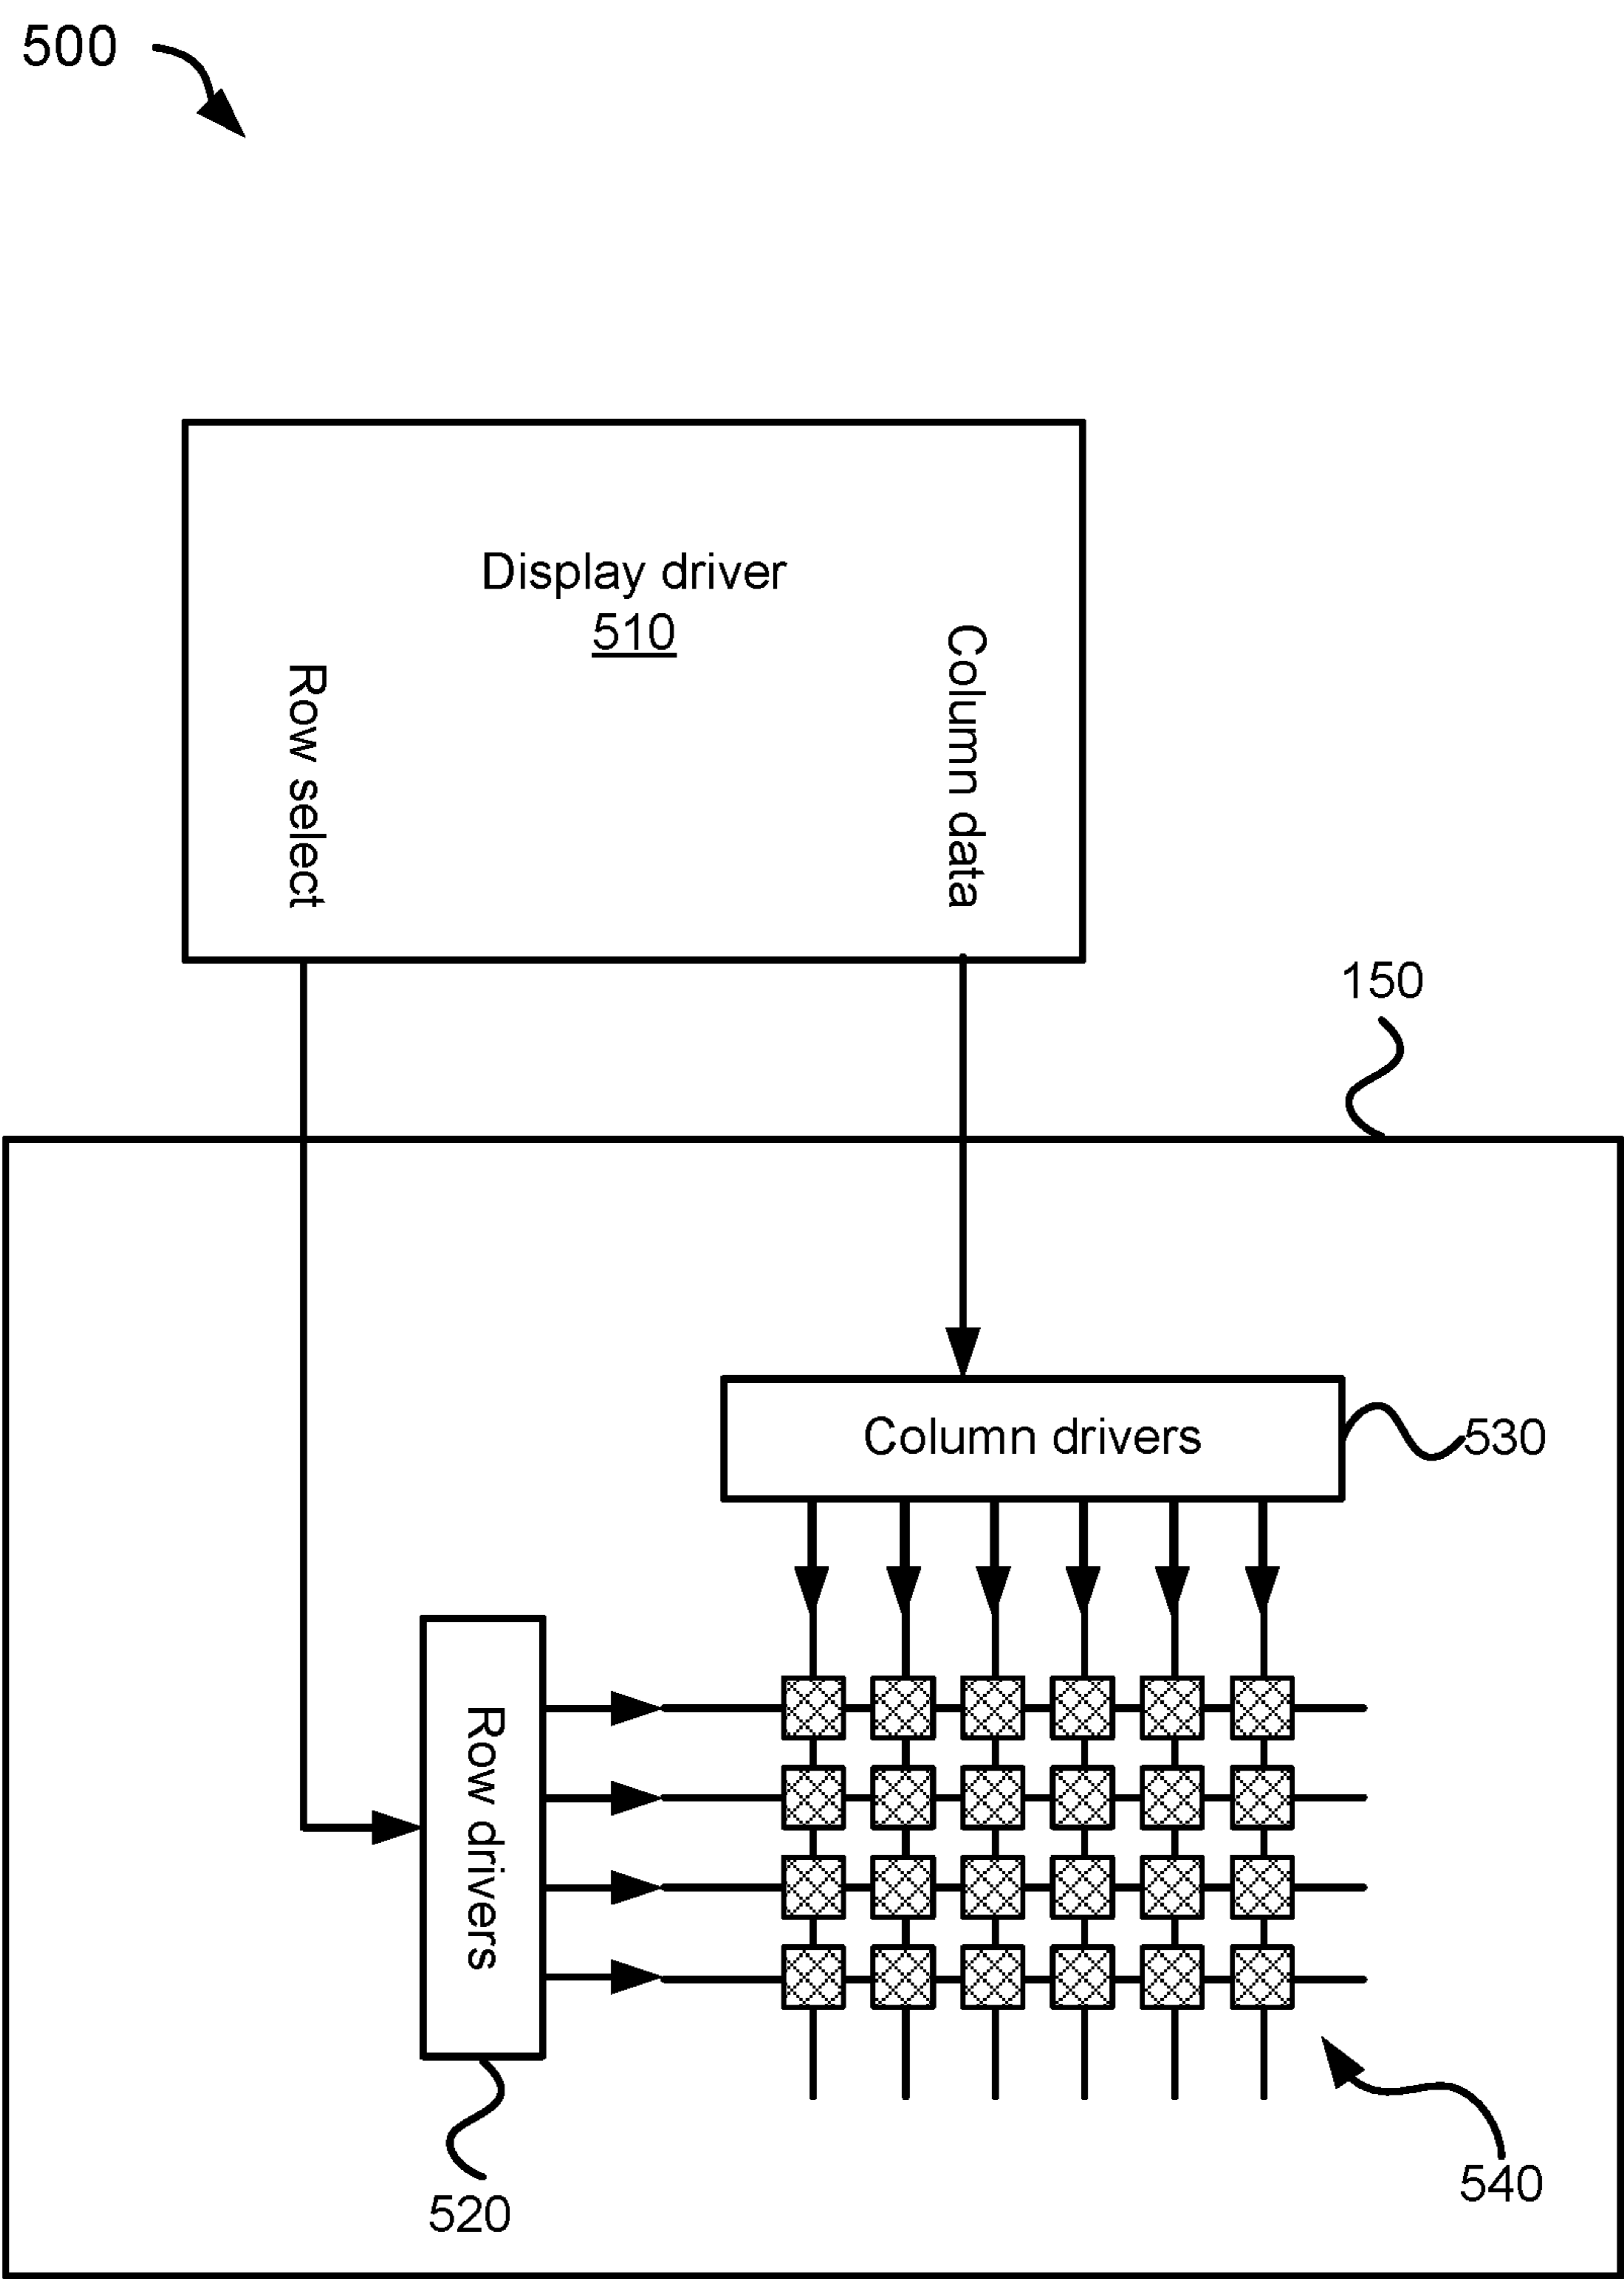 500
Display driver
510
Row select
Column data
150
Column drivers
530
Row drivers
520
540